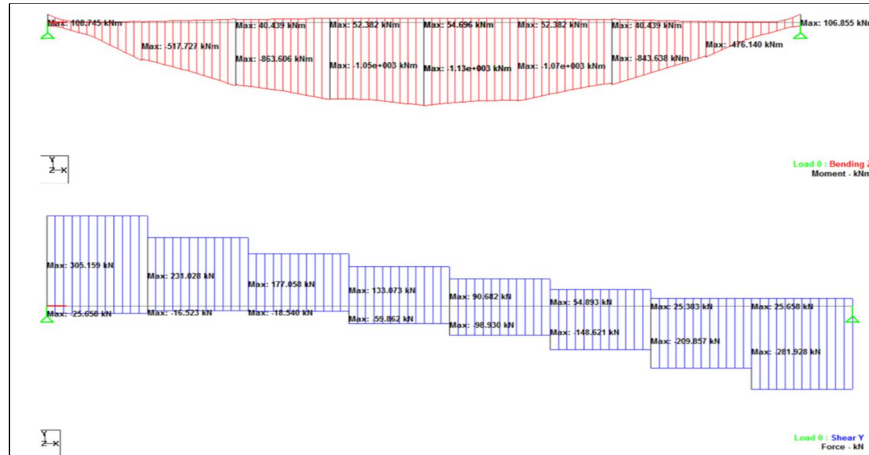 Max: 108.745 kNm Max: 40.439 kNm Max: 52.382 kNm Max: 54.696 kNm Max: 52.382 kNm Max: 40.439 kNm Max: 106.855 kNm
Max: -517.727 kNm Max: -863.606 kNm Max: -1.05e+003 kNm Max: -1.13e+003 kNm Max: -1.07e+003 kNm Max: -843.638 kNm Max: -476.140 kNm
Y
Z X
Load 0 : Bending Z
Moment - kNm
Max: 305.159 kN Max: 231.028 kN Max: 177.058 kN Max: 133.073 kN Max: 90.682 kN Max: 54.893 kN Max: 25.383 kN Max: 25.658 kN
Max: -25.658 kN Max: -16.523 kN Max: -18.540 kN Max: -59.862 kN Max: -98.930 kN Max: -148.621 kN Max: -209.857 kN Max: -281.928 kN
Y
Z X
Load 0 : Shear Y
Force - kN